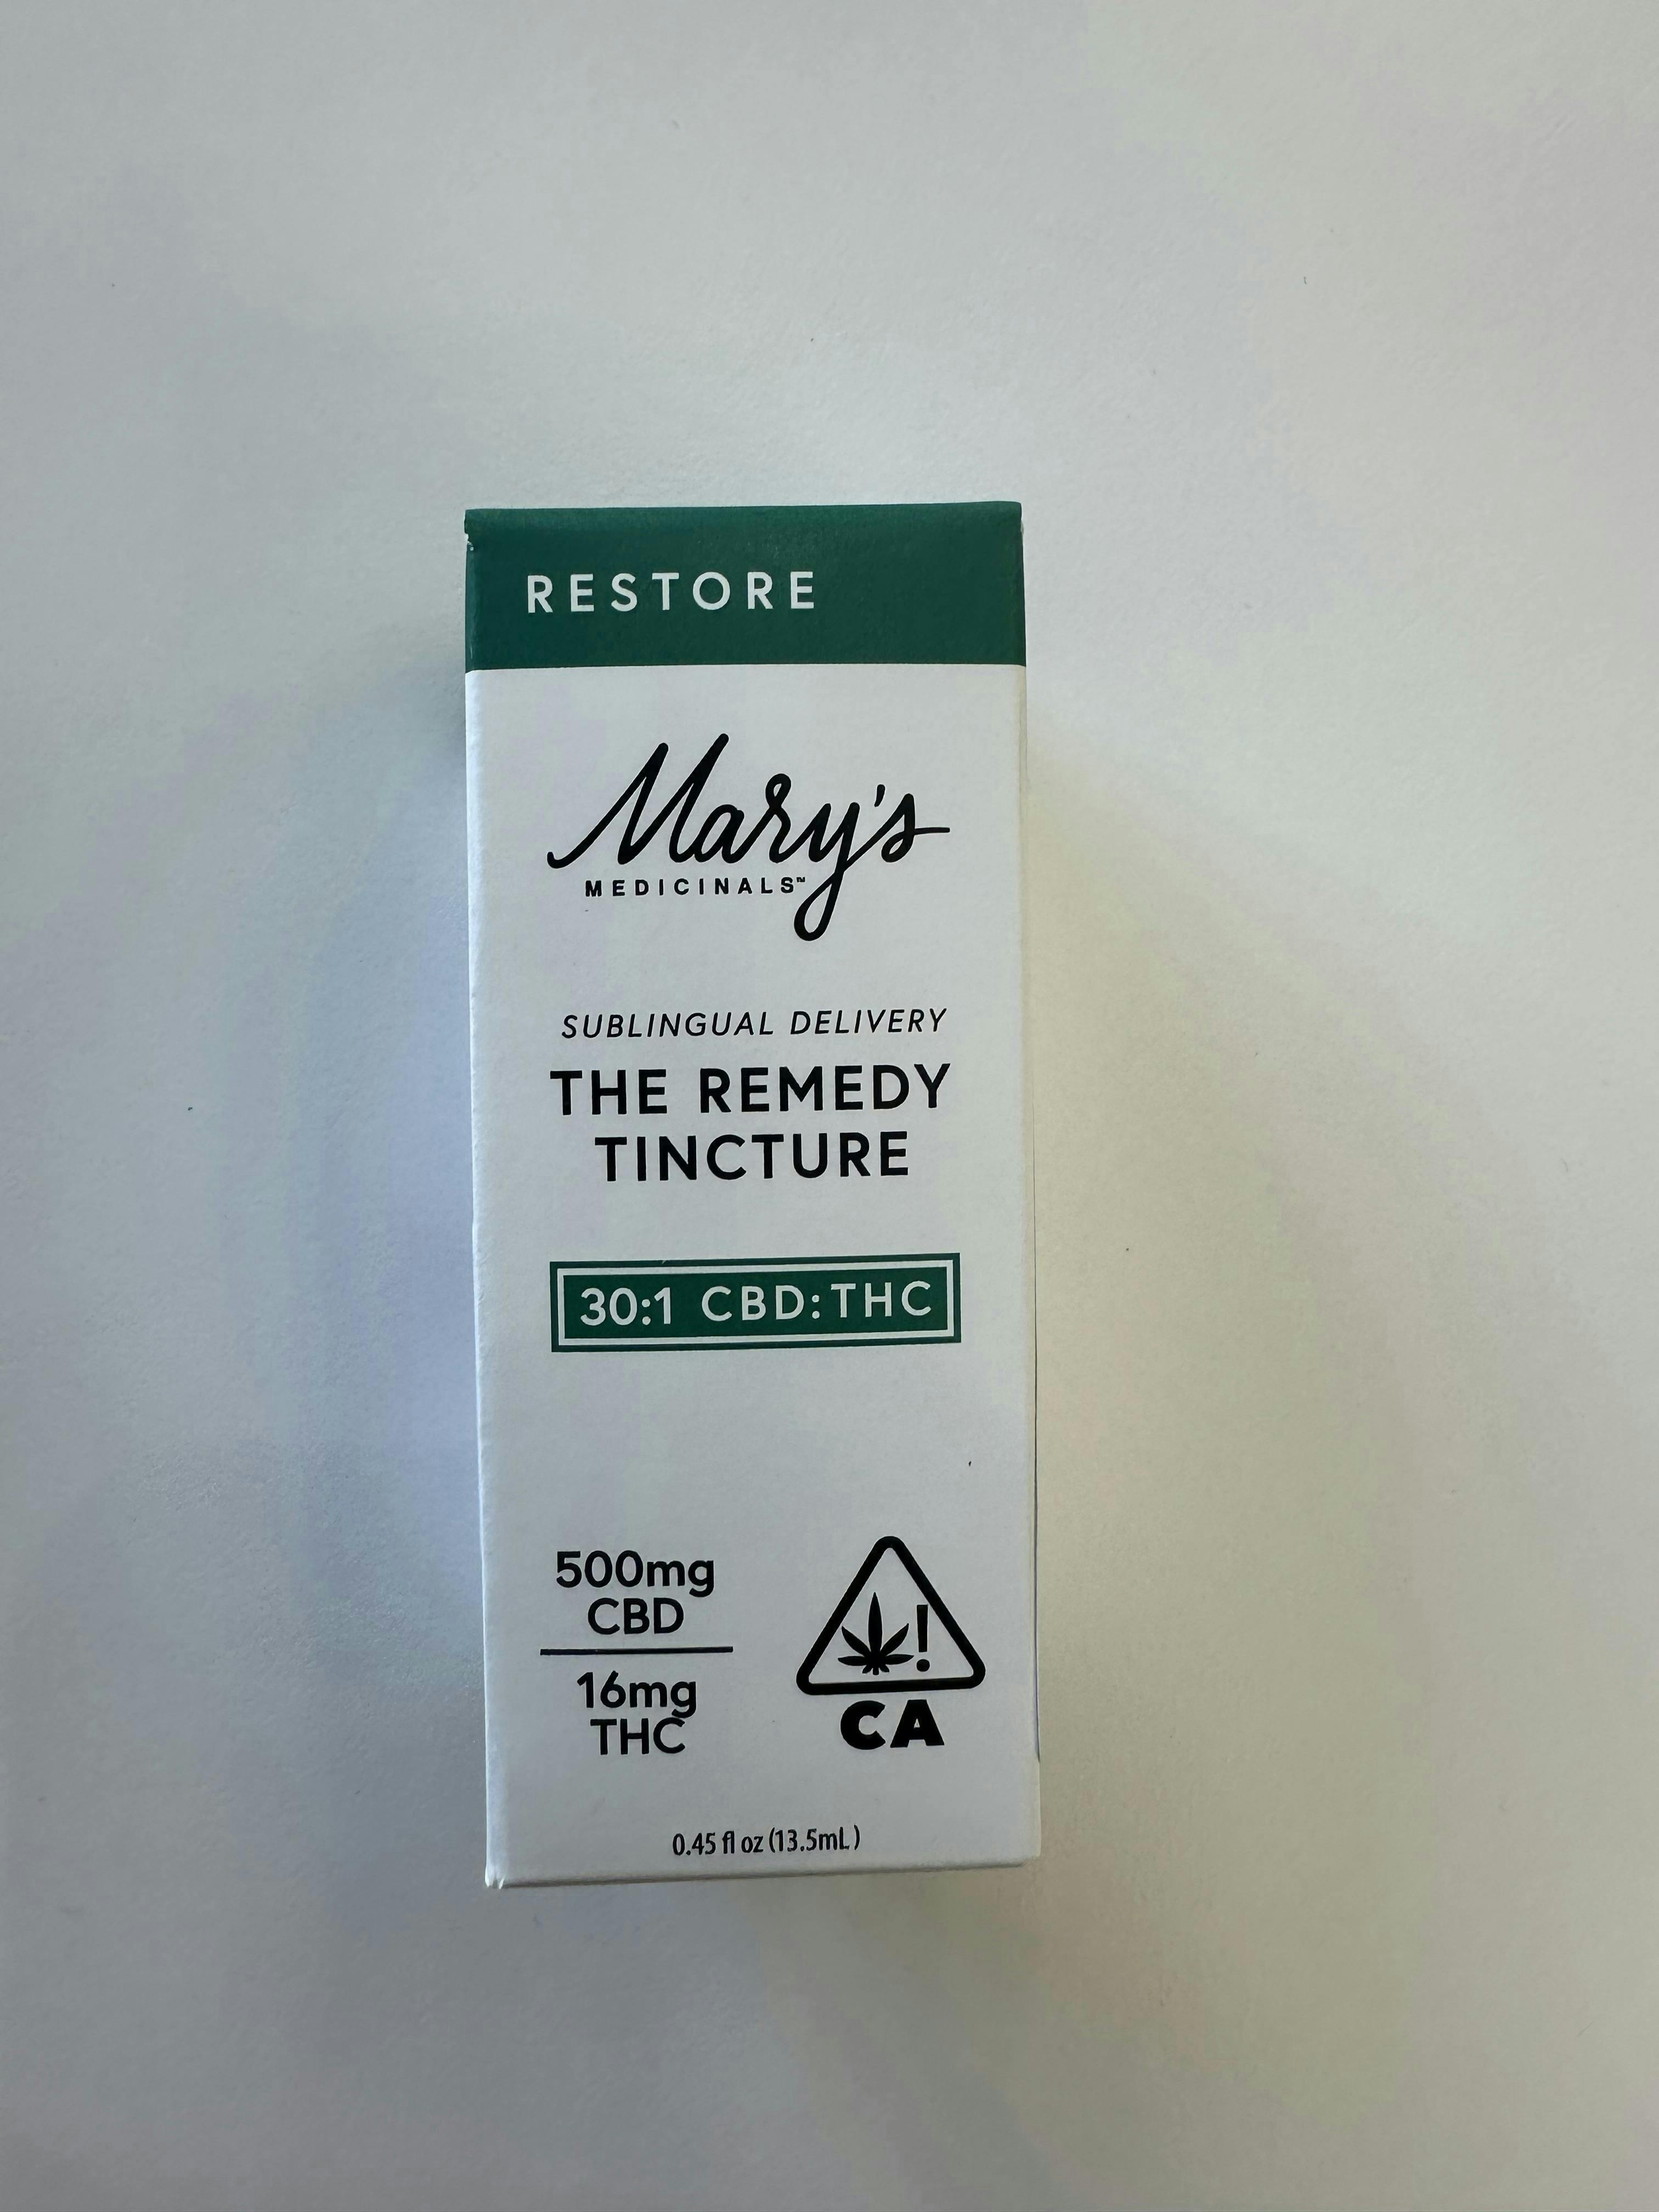 RESTORE
Mary's
MEDICINALS™
SUBLINGUAL DELIVERY
THE REMEDY
TINCTURE
30:1 CBD:THC
500mg
CBD
16mg
THC
!
CA
0.45 fl oz (13.5mL)